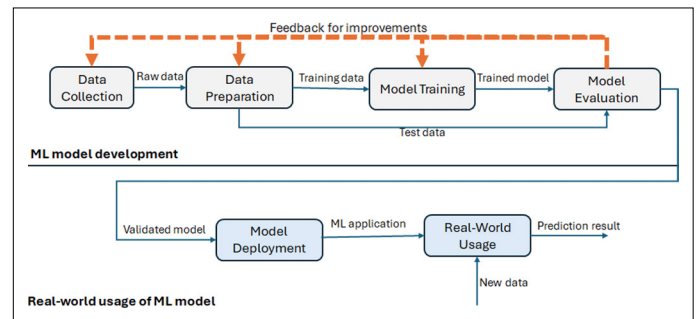 Feedback for improvements
Data
Collection
Raw data
Data
Preparation
Training data
Model Training
Trained model
Model
Evaluation
Test data
ML model development
Validated model
Model
Deployment
ML application
Real-World
Usage
Prediction result
New data
Real-world usage of ML model